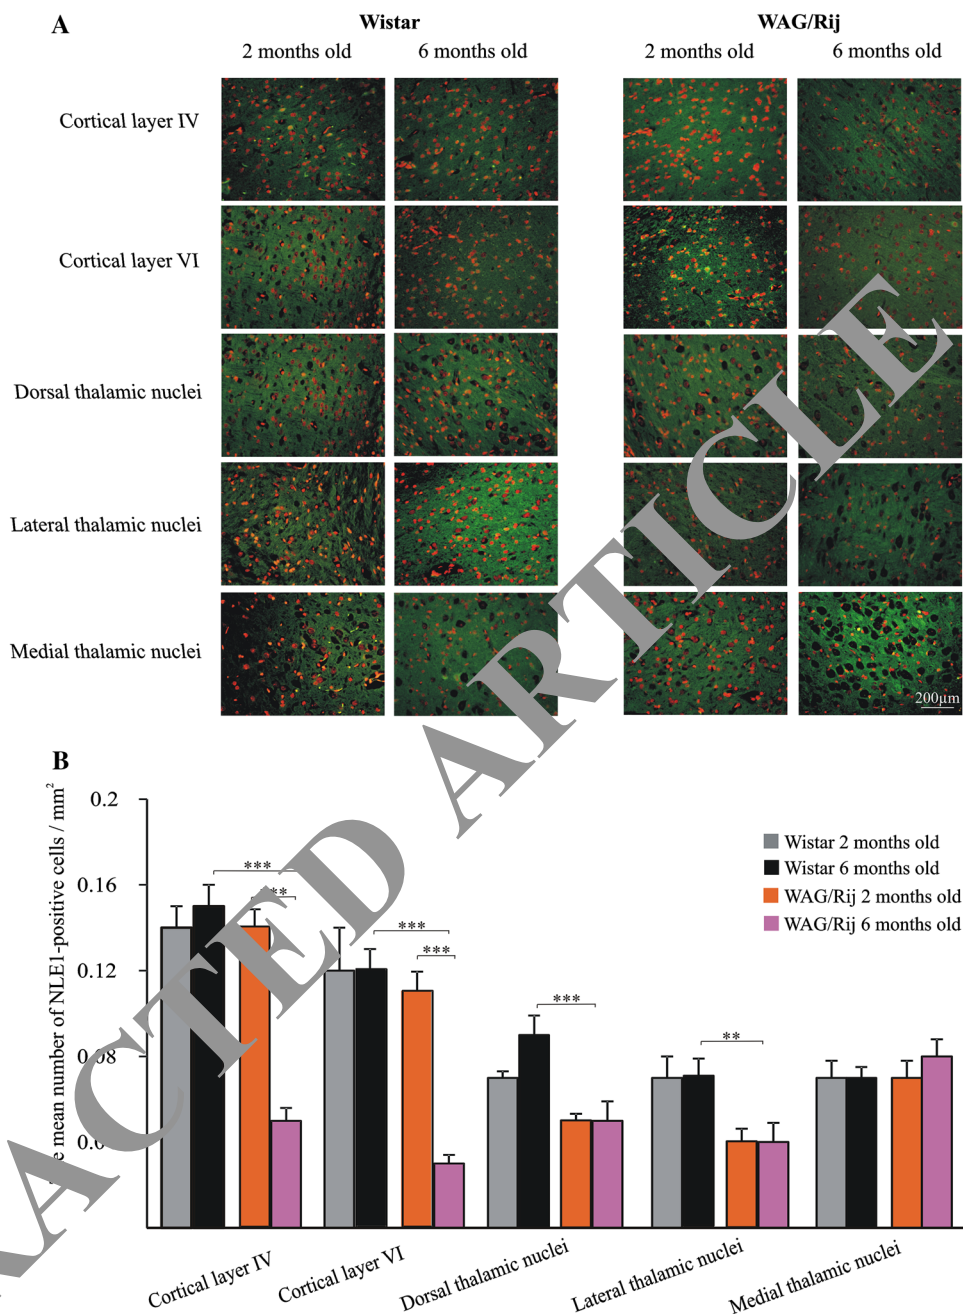 A
Wistar
WAG/Rij
2 months old
6 months old
2 months old
6 months old
Cortical layer IV
Cortical layer VI
Dorsal thalamic nuclei
Lateral thalamic nuclei
Medial thalamic nuclei
200µm
ARTICLE
B
mean number of NLE1-positive cells / mm²
0.2
0.16
0.12
0.08
***
***
***
***
***
**
Wistar 2 months old
Wistar 6 months old
WAG/Rij 2 months old
WAG/Rij 6 months old
Cortical layer IV
Cortical layer VI
Dorsal thalamic nuclei
Lateral thalamic nuclei
Medial thalamic nuclei